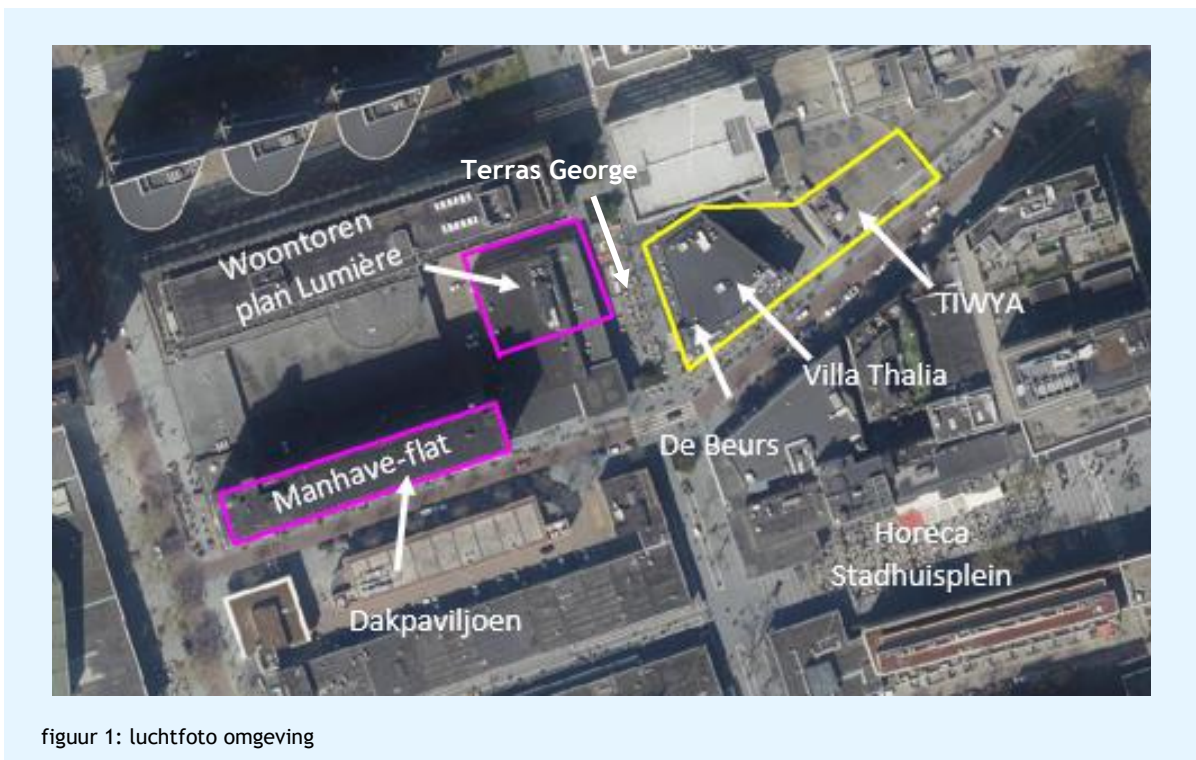 Terras George
Woontoren
plan Lumière
TIWYA
Villa Thalia
De Beurs
Manhave-flat
Horeca
Stadhuisplein
Dakpaviljoen
figuur 1: luchtfoto omgeving